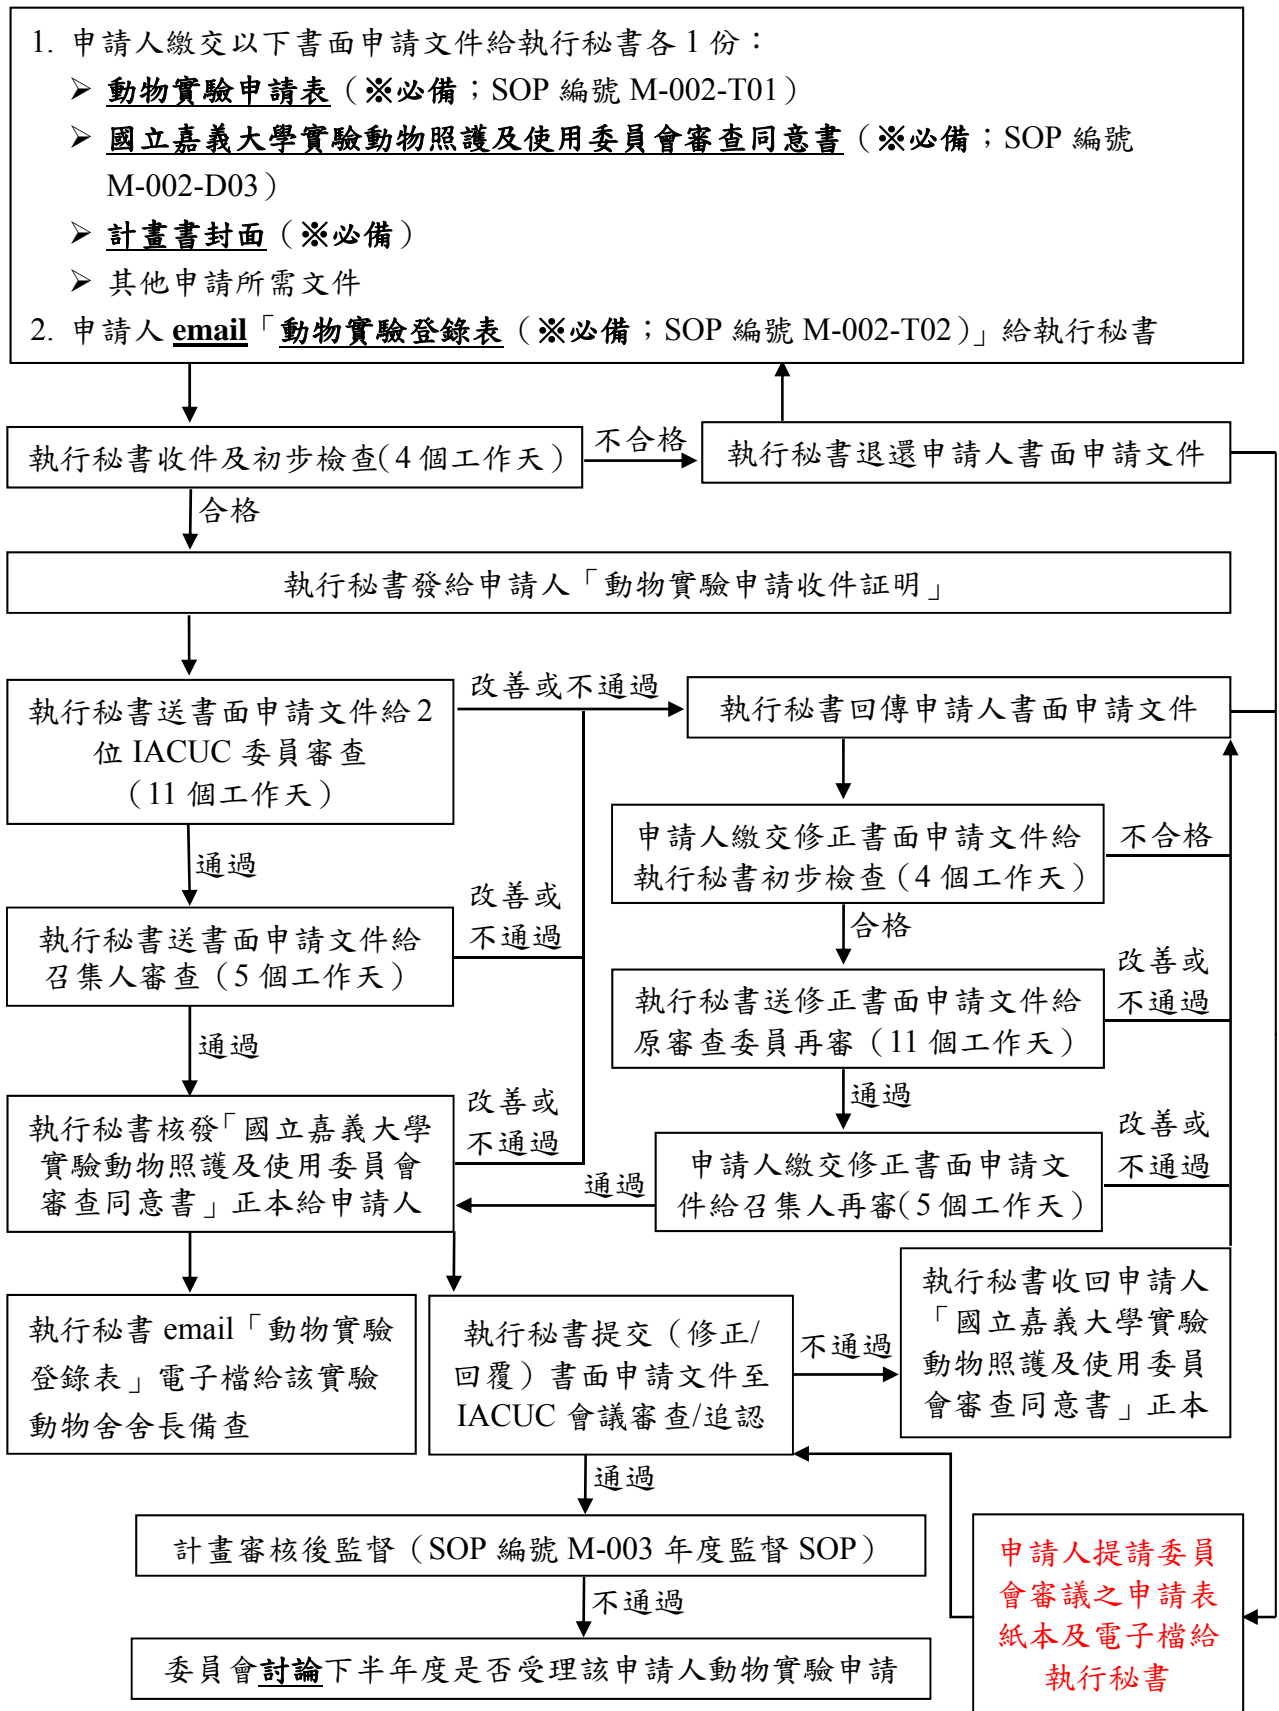 1. 申請人繳交以下書面申請文件給執行秘書各 1 份：
➢ 動物實驗申請表（※必備；SOP 編號 M-002-T01）
➢ 國立嘉義大學實驗動物照護及使用委員會審查同意書（※必備；SOP 編號
M-002-D03）
➢ 計畫書封面（※必備）
➢ 其他申請所需文件
2. 申請人 email「動物實驗登錄表（※必備；SOP 編號 M-002-T02）」給執行秘書
執行秘書收件及初步檢查(4 個工作天）
不合格
執行秘書退還申請人書面申請文件
合格
執行秘書發給申請人「動物實驗申請收件証明」
執行秘書送書面申請文件給 2
位 IACUC 委員審查
（11 個工作天）
改善或不通過
執行秘書回傳申請人書面申請文件
通過
申請人繳交修正書面申請文件給
執行秘書初步檢查（4 個工作天）
不合格
執行秘書送書面申請文件給
召集人審查（5 個工作天）
改善或
不通過
合格
執行秘書送修正書面申請文件給
原審查委員再審（11 個工作天）
改善或
不通過
通過
執行秘書核發「國立嘉義大學
實驗動物照護及使用委員會
審查同意書」正本給申請人
改善或
不通過
通過
申請人繳交修正書面申請文
件給召集人再審(5 個工作天）
改善或
不通過
通過
執行秘書 email「動物實驗
登錄表」電子檔給該實驗
動物舍舍長備查
執行秘書提交（修正/
回覆）書面申請文件至
IACUC 會議審查/追認
不通過
執行秘書收回申請人
「國立嘉義大學實驗
動物照護及使用委員
會審查同意書」正本
通過
計畫審核後監督（SOP 編號 M-003 年度監督 SOP）
不通過
委員會討論下半年度是否受理該申請人動物實驗申請
申請人提請委員
會審議之申請表
紙本及電子檔給
執行秘書